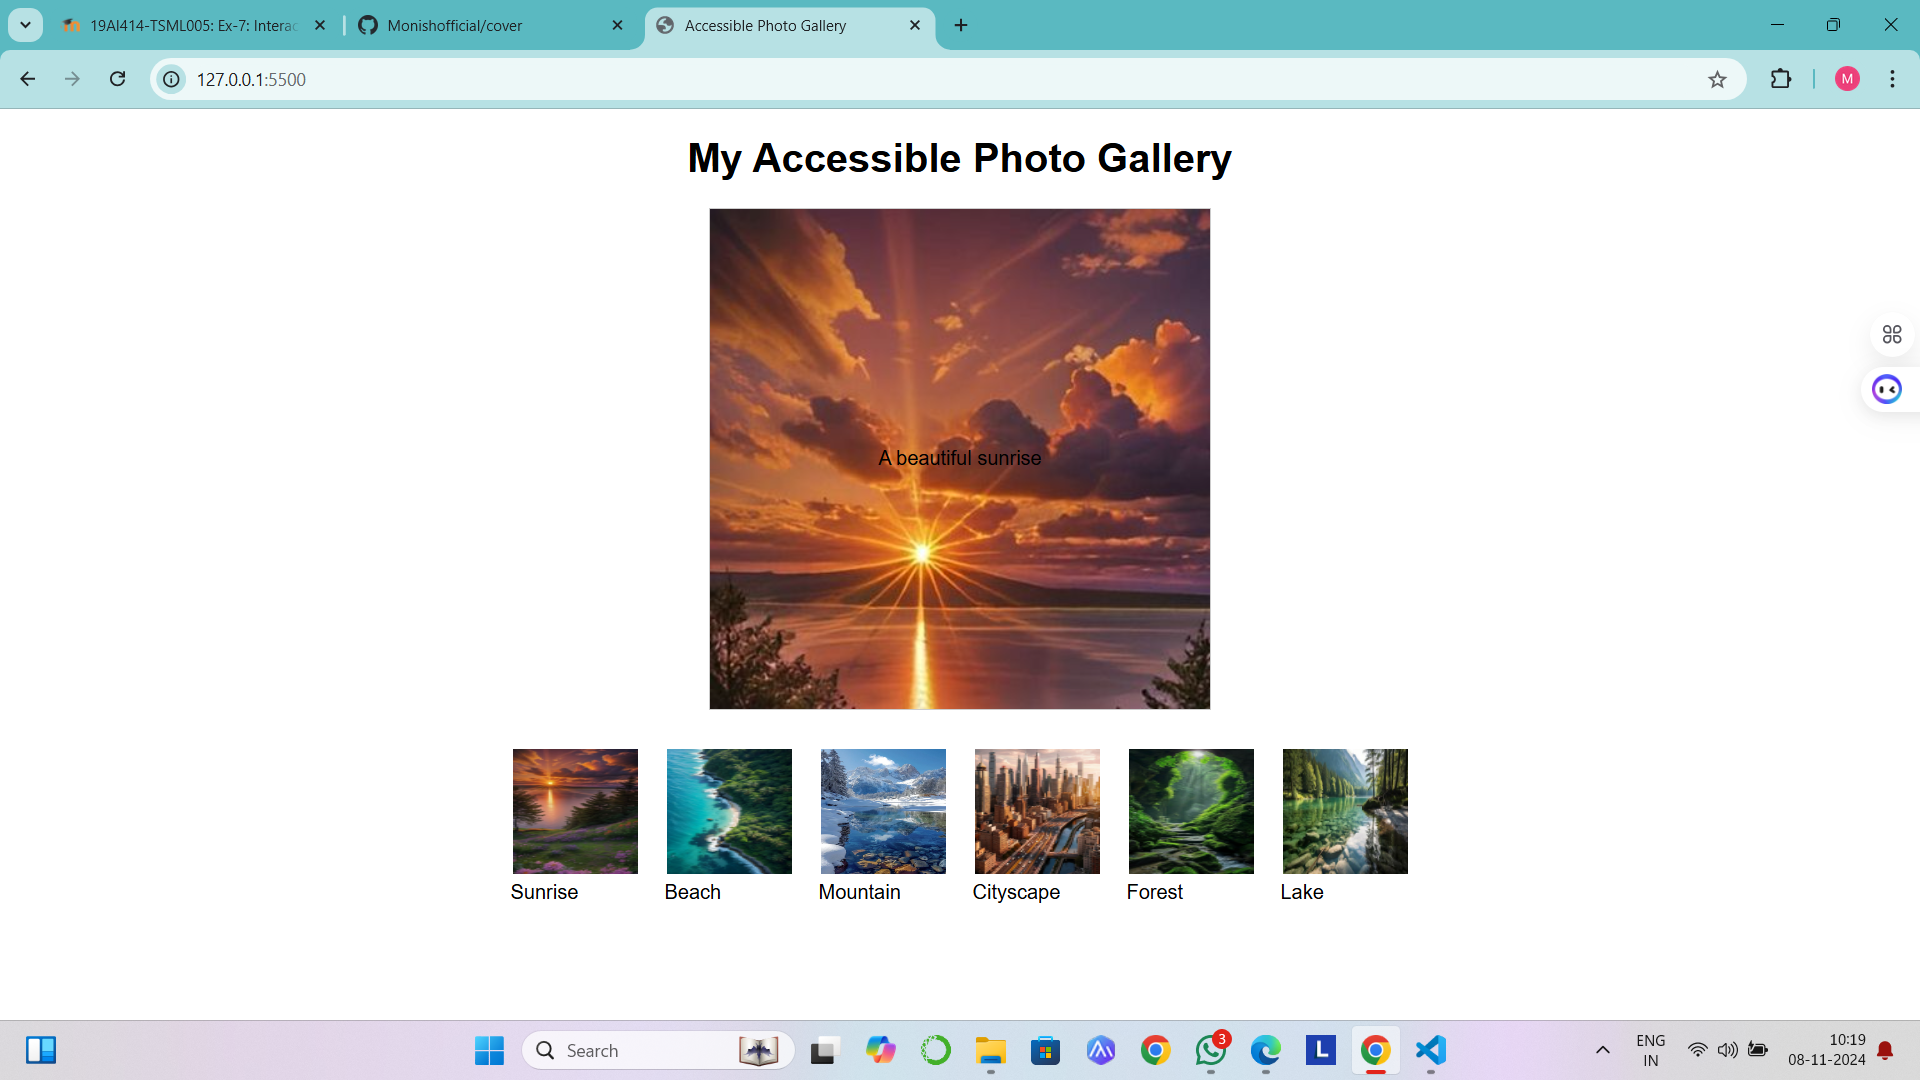 19AI414-TSML005: Ex-7: Interac
Monishofficial/cover
Accessible Photo Gallery
127.0.0.1:5500
M
My Accessible Photo Gallery
A beautiful sunrise
Sunrise
Beach
Mountain
Cityscape
Forest
Lake
Search
3
L
ENG
IN
10:19
08-11-2024